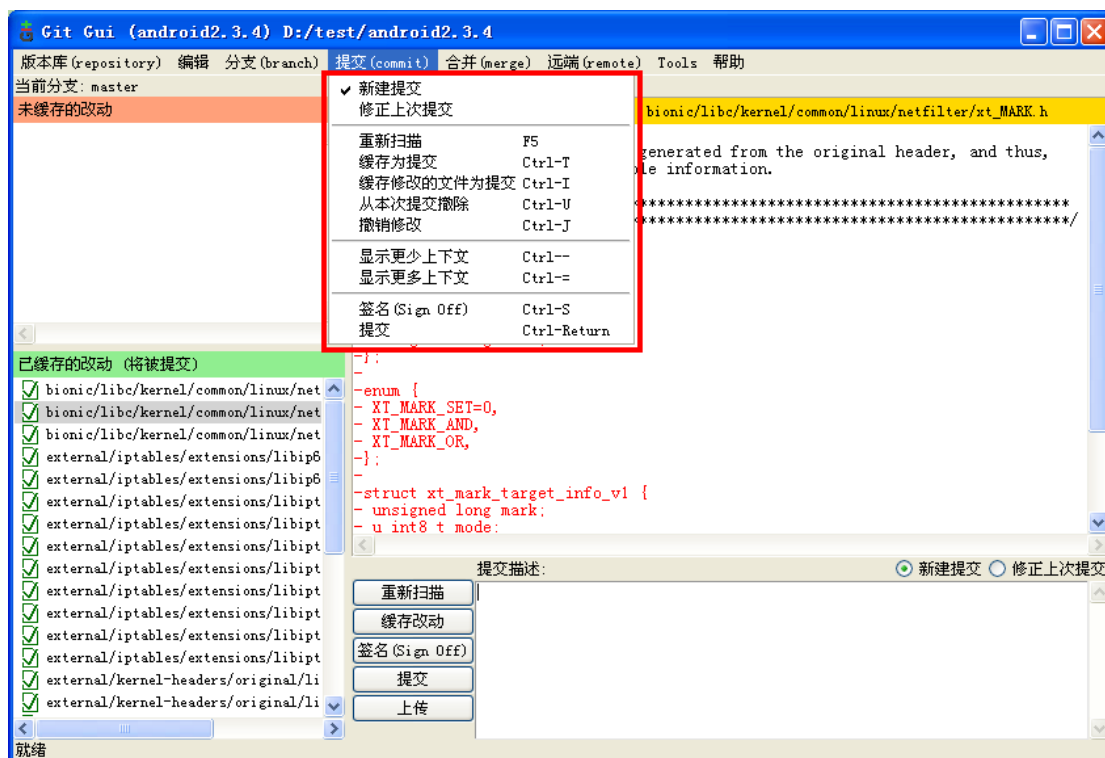 Git Gui (android2.3.4) D:/test/android2.3.4
版本库(repository) 编辑 分支(branch) 提交(commit) 合并(merge) 远端(remote) Tools 帮助
当前分支: master
未缓存的改动
新建提交
修正上次提交
重新扫描 F5
缓存为提交 Ctrl-T
缓存修改的文件为提交 Ctrl-I
从本次提交撤除 Ctrl-U
撤销修改 Ctrl-J
显示更少上下文 Ctrl--
显示更多上下文 Ctrl-=
签名(Sign Off) Ctrl-S
提交 Ctrl-Return
bionic/libc/kernel/common/linux/netfilter/xt_MARK.h
generated from the original header, and thus,
le information.
************************************************
************************************************/
已缓存的改动 (将被提交)
bionic/libc/kernel/common/linux/net
bionic/libc/kernel/common/linux/net
bionic/libc/kernel/common/linux/net
external/iptables/extensions/libip6
external/iptables/extensions/libip6
external/iptables/extensions/libipt
external/iptables/extensions/libipt
external/iptables/extensions/libipt
external/iptables/extensions/libipt
external/iptables/extensions/libipt
external/iptables/extensions/libipt
external/iptables/extensions/libipt
external/iptables/extensions/libipt
external/kernel-headers/original/li
external/kernel-headers/original/li
-};
-
-enum {
- XT_MARK_SET=0,
- XT_MARK_AND,
- XT_MARK_OR,
-};
-
-struct xt_mark_target_info_v1 {
- unsigned long mark;
- u_int8_t mode;
提交描述:
新建提交 修正上次提交
重新扫描
缓存改动
签名(Sign Off)
提交
上传
就绪